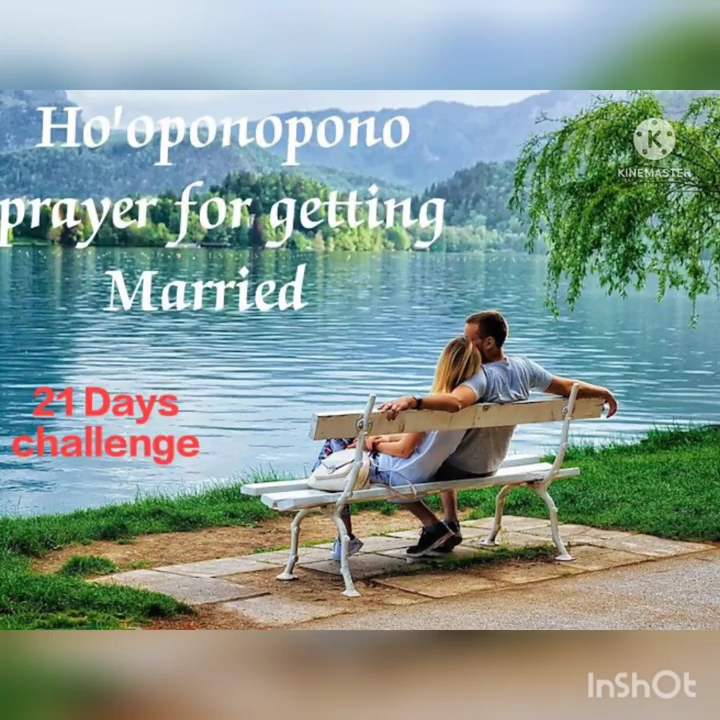 Ho'oponopono
prayer for getting
Married
KINEMASTER
21 Days
challenge
InShOt